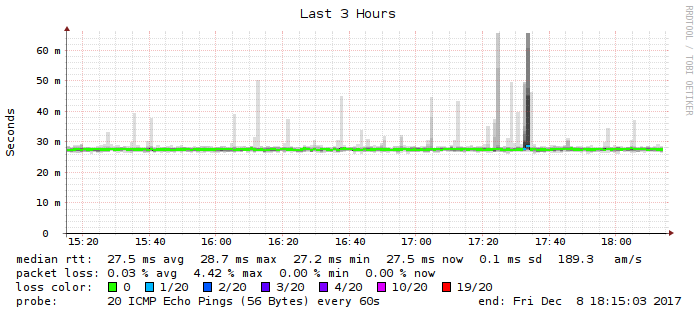 Last 3 Hours
RRDTOOL / TOBI OETIKER
Seconds
60 m
50 m
40 m
30 m
20 m
10 m
0
15:20 15:40 16:00 16:20 16:40 17:00 17:20 17:40 18:00
median rtt: 27.5 ms avg 28.7 ms max 27.2 ms min 27.5 ms now 0.1 ms sd 189.3 am/s
packet loss: 0.03 % avg 4.42 % max 0.00 % min 0.00 % now
loss color: 0 1/20 2/20 3/20 4/20 10/20 19/20
probe: 20 ICMP Echo Pings (56 Bytes) every 60s end: Fri Dec 8 18:15:03 2017